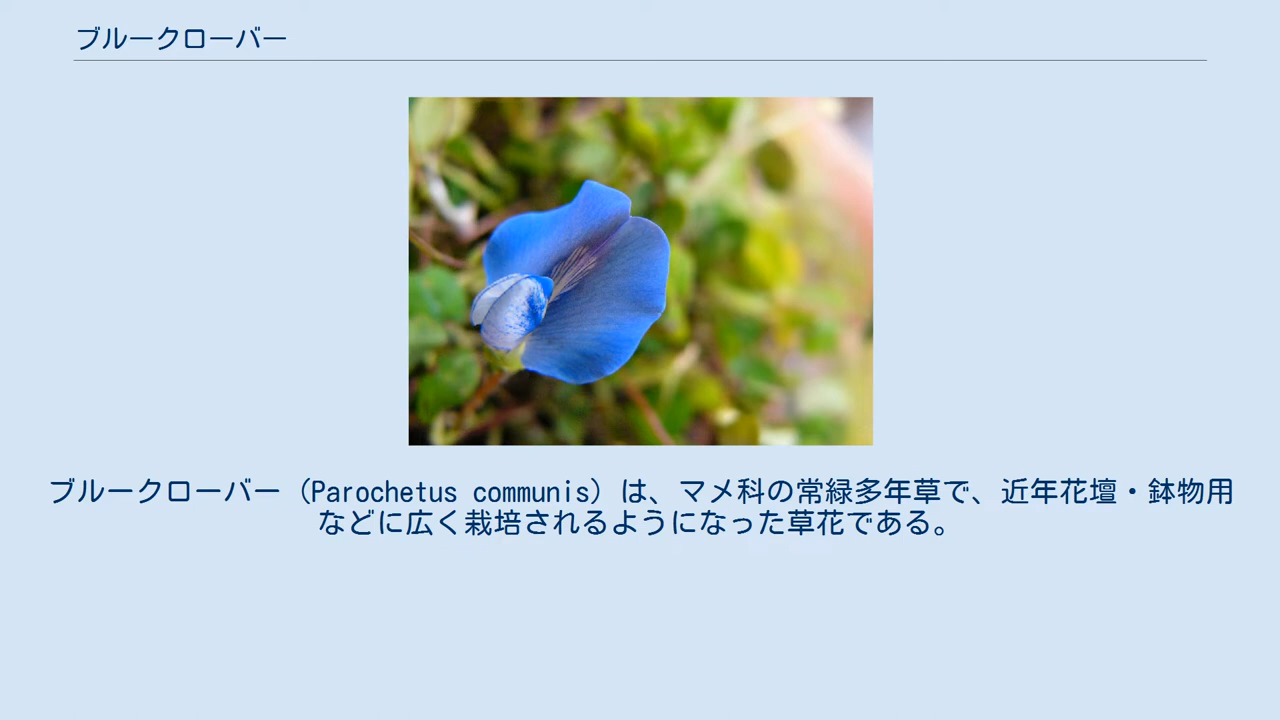 ブルークローバー
ブルークローバー（Parochetus communis）は、マメ科の常緑多年草で、近年花壇・鉢物用
などに広く栽培されるようになった草花である。